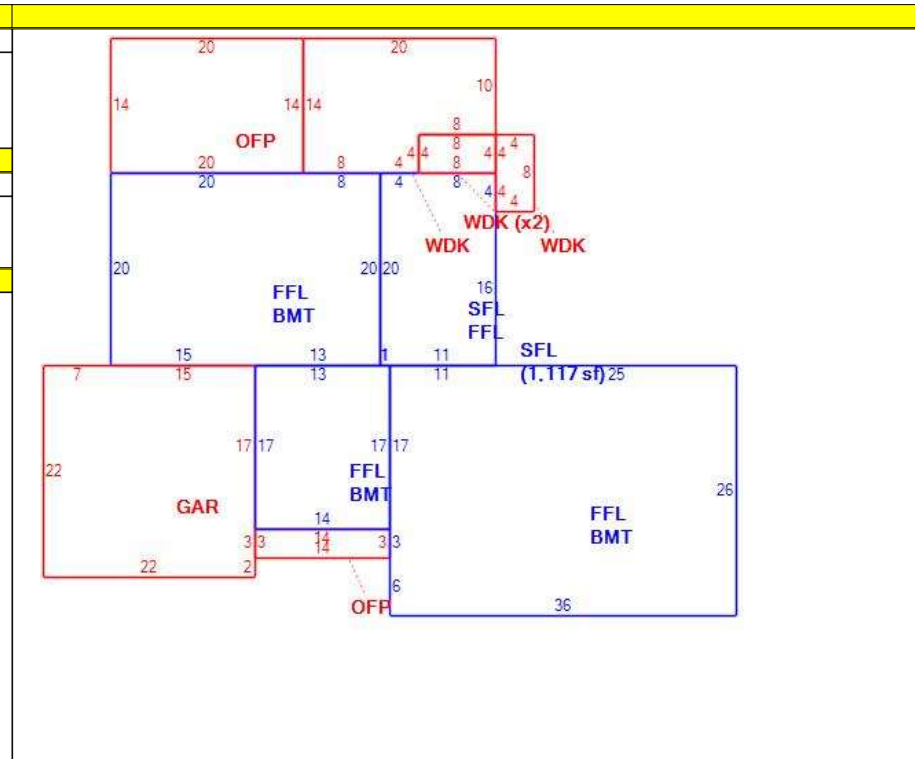 20 20
14 14 14 10
OFP
8
8 4
4 4 8 4 4 8
20 8 4
20 8 4 8 4 4
4
WDK (x2)
WDK WDK
20 20 20
FFL
BMT
16
SFL
FFL
15 13 1 11 SFL
7 15 13 11 (1,117 sf) 25
22 17 17 17 17
FFL
BMT
26
GAR
FFL
BMT
14
3 3 14 3 3
14
22 2 6
OFP 36